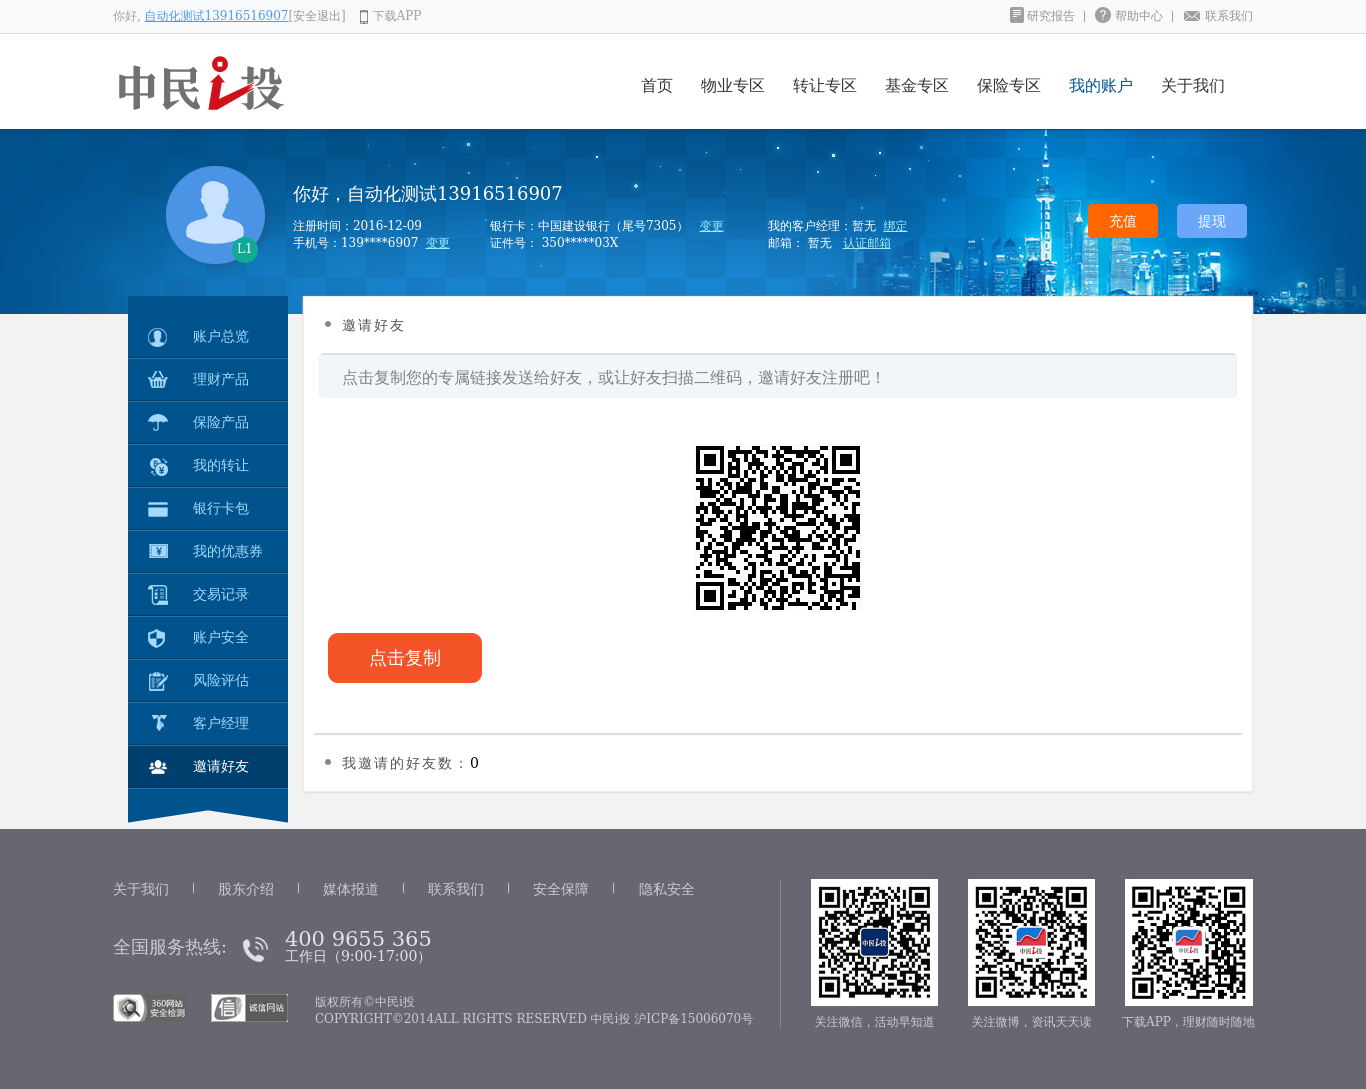 你好, 自动化测试13916516907[安全退出] 下载APP 研究报告 | 帮助中心 | 联系我们
中民i投
首页 物业专区 转让专区 基金专区 保险专区 我的账户 关于我们
你好，自动化测试13916516907
L1
注册时间：2016-12-09 银行卡：中国建设银行（尾号7305） 变更 我的客户经理：暂无 绑定
手机号：139****6907 变更 证件号： 350*****03X 邮箱： 暂无 认证邮箱
充值 提现
账户总览
理财产品
保险产品
我的转让
银行卡包
我的优惠券
交易记录
账户安全
风险评估
客户经理
邀请好友
邀请好友
点击复制您的专属链接发送给好友，或让好友扫描二维码，邀请好友注册吧！
点击复制
我邀请的好友数：0
关于我们 | 股东介绍 | 媒体报道 | 联系我们 | 安全保障 | 隐私安全
全国服务热线: 400 9655 365
工作日（9:00-17:00）
360网站
安全检测
信 诚信网站
版权所有©中民i投
COPYRIGHT©2014ALL RIGHTS RESERVED 中民i投 沪ICP备15006070号
中民i投 中民i投 中民i投
关注微信，活动早知道 关注微博，资讯天天读 下载APP，理财随时随地